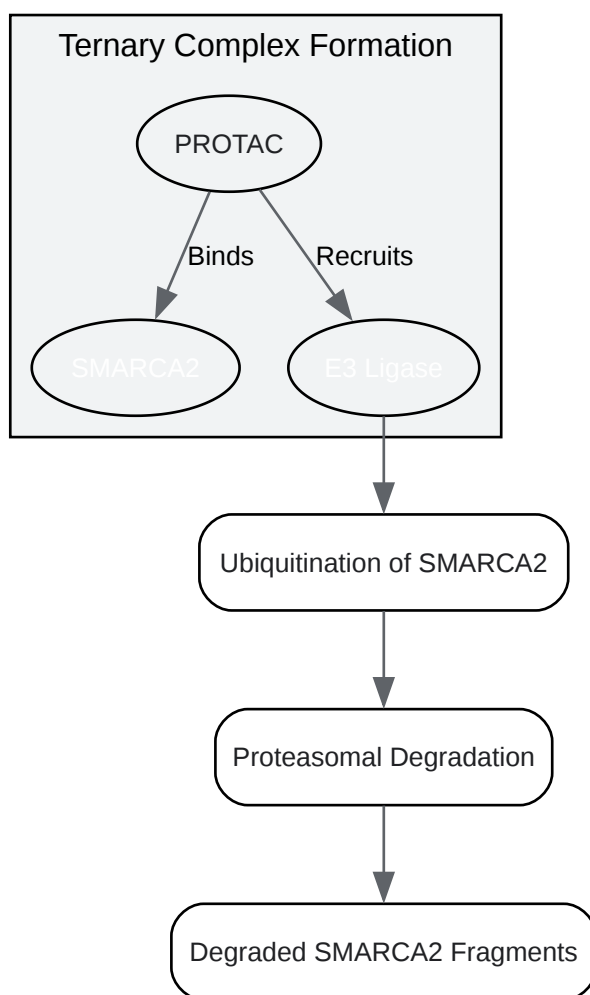 Ternary Complex Formation
PROTAC
Binds
Recruits
SMARCA2
E3 Ligase
Ubiquitination of SMARCA2
Proteasomal Degradation
Degraded SMARCA2 Fragments